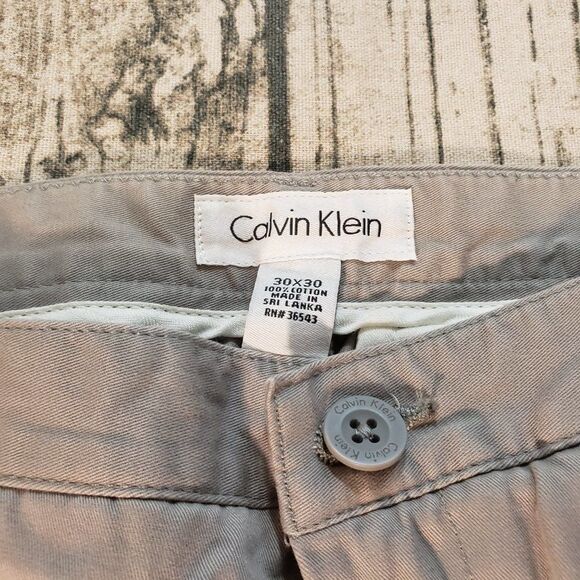 Calvin Klein
30X30
100% COTTON
MADE IN
SRI LANKA
RN# 36543
Calvin Klein
Calvin Klein